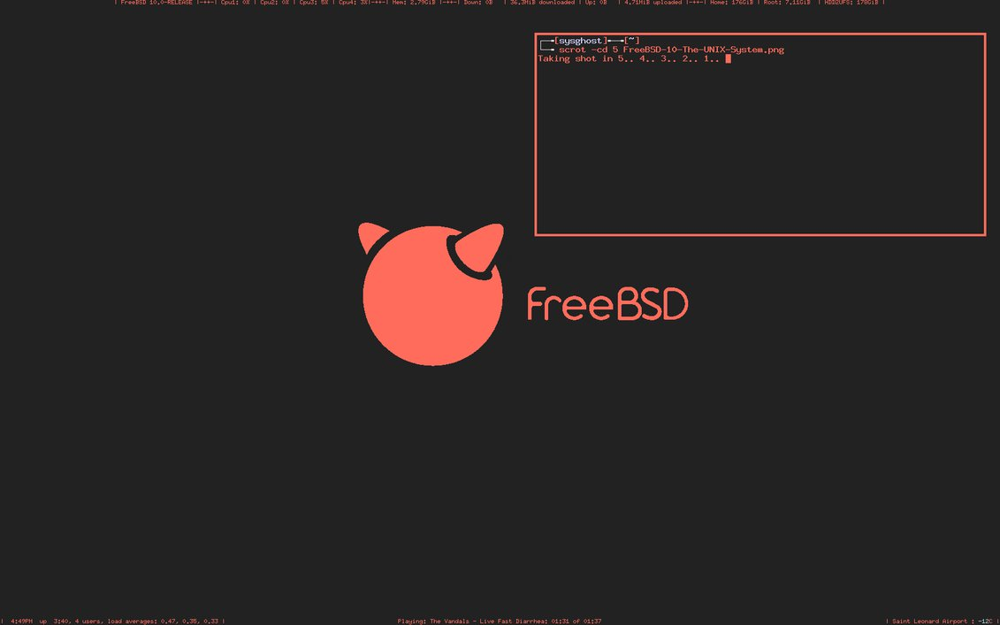 | FreeBSD 10.0-RELEASE |-++-| Cpu1: 0% | Cpu2: 0% | Cpu3: 5% | Cpu4: 3%|-++-| Mem: 2,79GiB |-++-| Down: 0B | 36,3MiB downloaded | Up: 0B | 4,71MiB uploaded |-++-| Home: 176GiB | Root: 7,11GiB | HDD2UFS: 178GiB |
[sysghost] [~]
scrot -cd 5 FreeBSD-10-The-UNIX-System.png
Taking shot in 5.. 4.. 3.. 2.. 1..
FreeBSD
| 4:49PM up 3:40, 4 users, load averages: 0.47, 0.35, 0.33 |
Playing: The Vandals - Live Fast Diarrhea: 01:31 of 01:37
| Saint Leonard Airport : -12C |